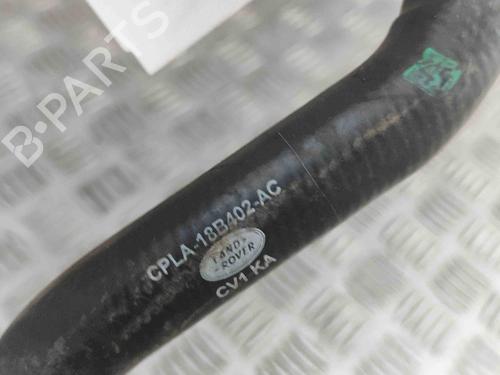 B-PARTS
CPLA-18B402-AC
LAND-
ROVER
CV1 KA